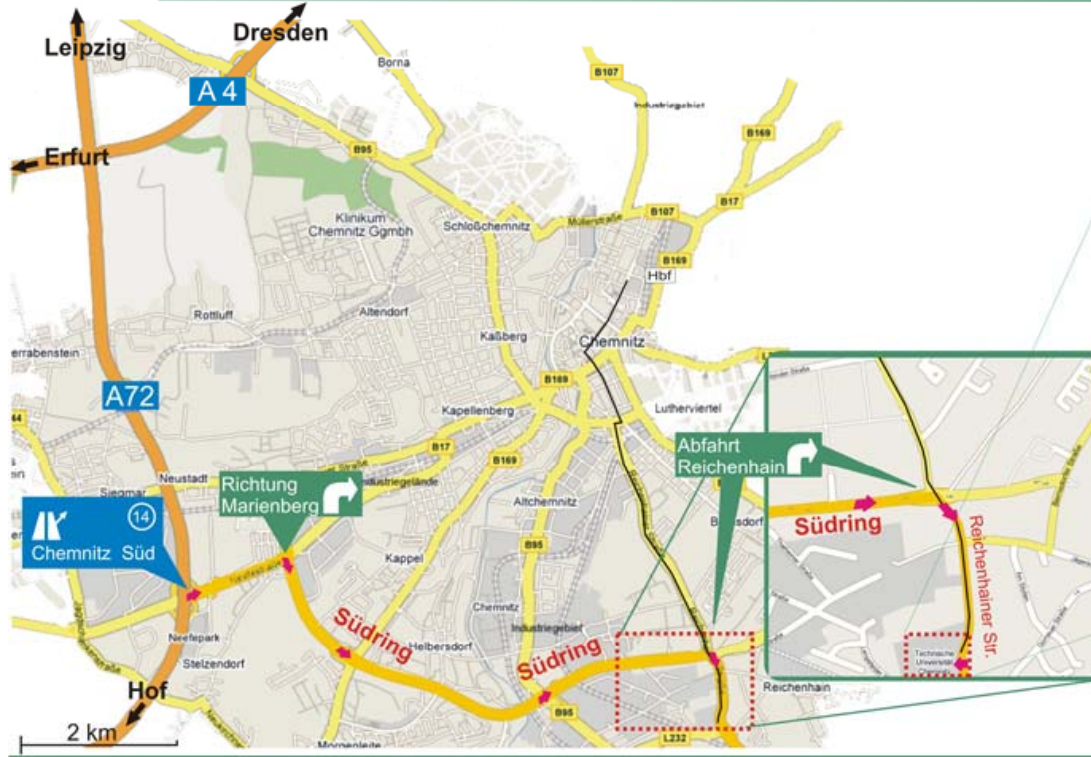 Leipzig
Dresden
Borna
B107
A 4
Industriegebiet
B169
Erfurt
B95
B17
Klinikum
Chemnitz Ggmbh
Schloßchemnitz
Müllerstraße
B107
B169
Hbf
Altendorf
Rottluff
Kaßberg
Chemnitz
errabenstein
A72
B169
Kapellenberg
Lutherviertel
B17
Abfahrt
Reichenhain
Neustadt
B169
Siegmar
Richtung
Marienberg
Altchemnitz
14
Chemnitz Süd
Kappel
B95
Südring
Reichenhainer Str.
Chemnitz
Industriegebiet
Neefepark
Stelzendorf
Südring
Helbersdorf
Südring
Technische
Universität
Chemnitz
Reichenhain
Hof
B95
L232
2 km
Morgenleite